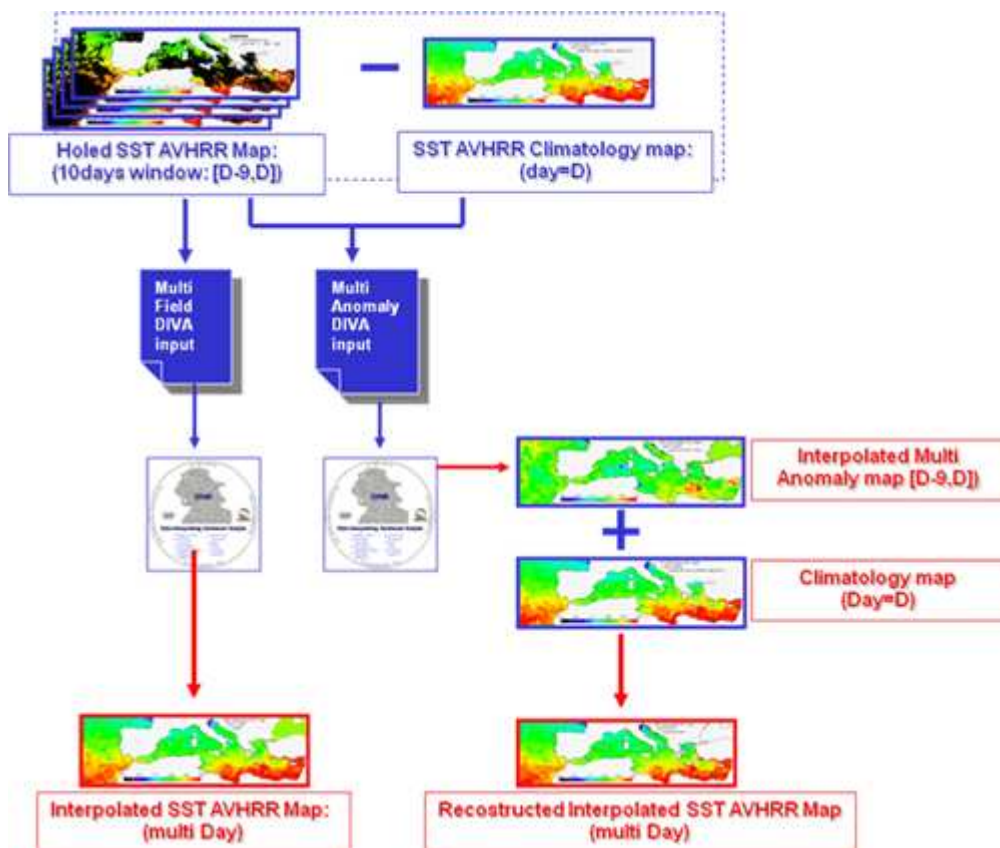 Holed SST AVHRR Map:
(10days window: [D-9,D])
SST AVHRR Climatology map:
(day=D)
Multi
Field
DIVA
input
Multi
Anomaly
DIVA
input
Interpolated Multi
Anomaly map [D-9,D])
Climatology map
(Day=D)
Interpolated SST AVHRR Map:
(multi Day)
Recostructed Interpolated SST AVHRR Map
(multi Day)